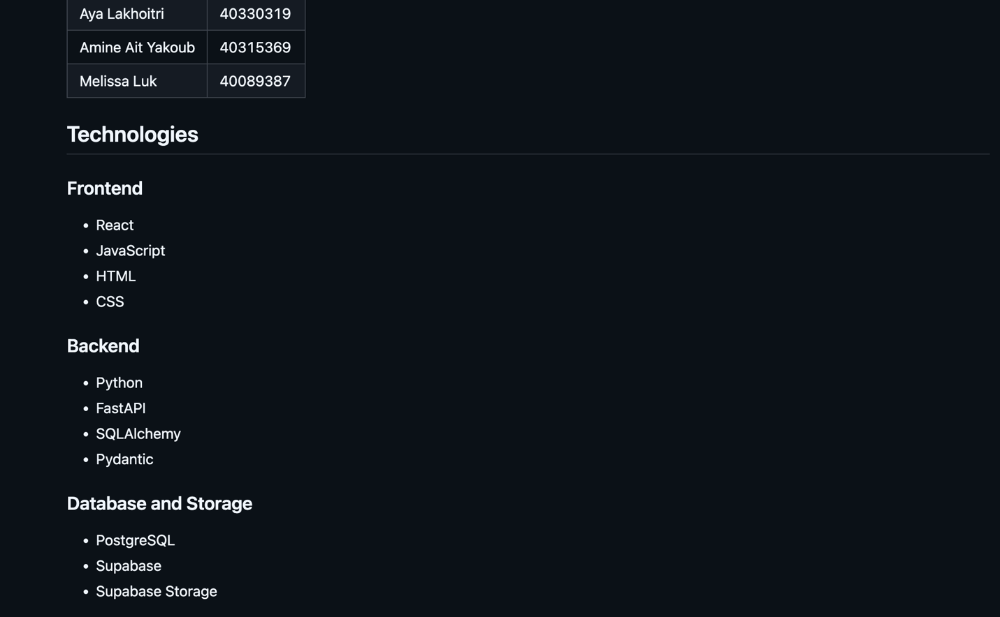 Aya Lakhoitri 40330319
Amine Ait Yakoub 40315369
Melissa Luk 40089387
Technologies
Frontend
• React
• JavaScript
• HTML
• CSS
Backend
• Python
• FastAPI
• SQLAlchemy
• Pydantic
Database and Storage
• PostgreSQL
• Supabase
• Supabase Storage